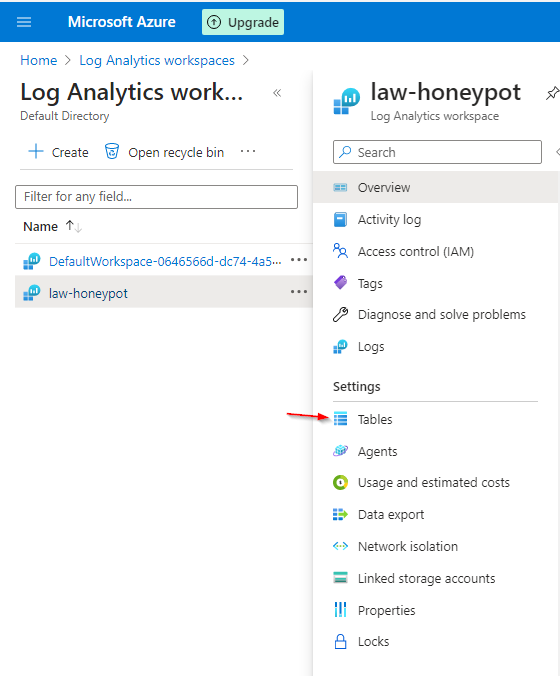 Microsoft Azure
Upgrade
Home > Log Analytics workspaces >
Log Analytics work...
Default Directory
Create
Open recycle bin
Filter for any field...
Name
DefaultWorkspace-0646566d-dc74-4a5...
law-honeypot
law-honeypot
Log Analytics workspace
Search
Overview
Activity log
Access control (IAM)
Tags
Diagnose and solve problems
Logs
Settings
Tables
Agents
Usage and estimated costs
Data export
Network isolation
Linked storage accounts
Properties
Locks